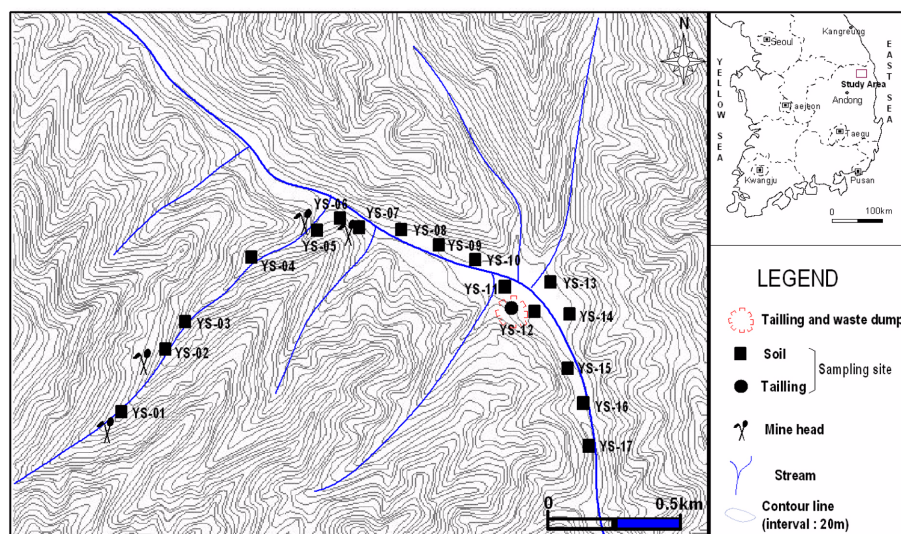 N
YS-06
YS-07
YS-08
YS-05
YS-09
YS-04
YS-10
YS-13
YS-11
YS-03
YS-12
YS-14
YS-02
YS-15
YS-01
YS-16
YS-17
0 0.5km
Kangreung
Seoul
EAST SEA
YELLOW SEA
Study Area
Andong
Taejeon
Taegu
Kwangju
Pusan
0 100km
LEGEND
Tailling and waste dump
Soil
Sampling site
Tailling
Mine head
Stream
Contour line
(interval : 20m)